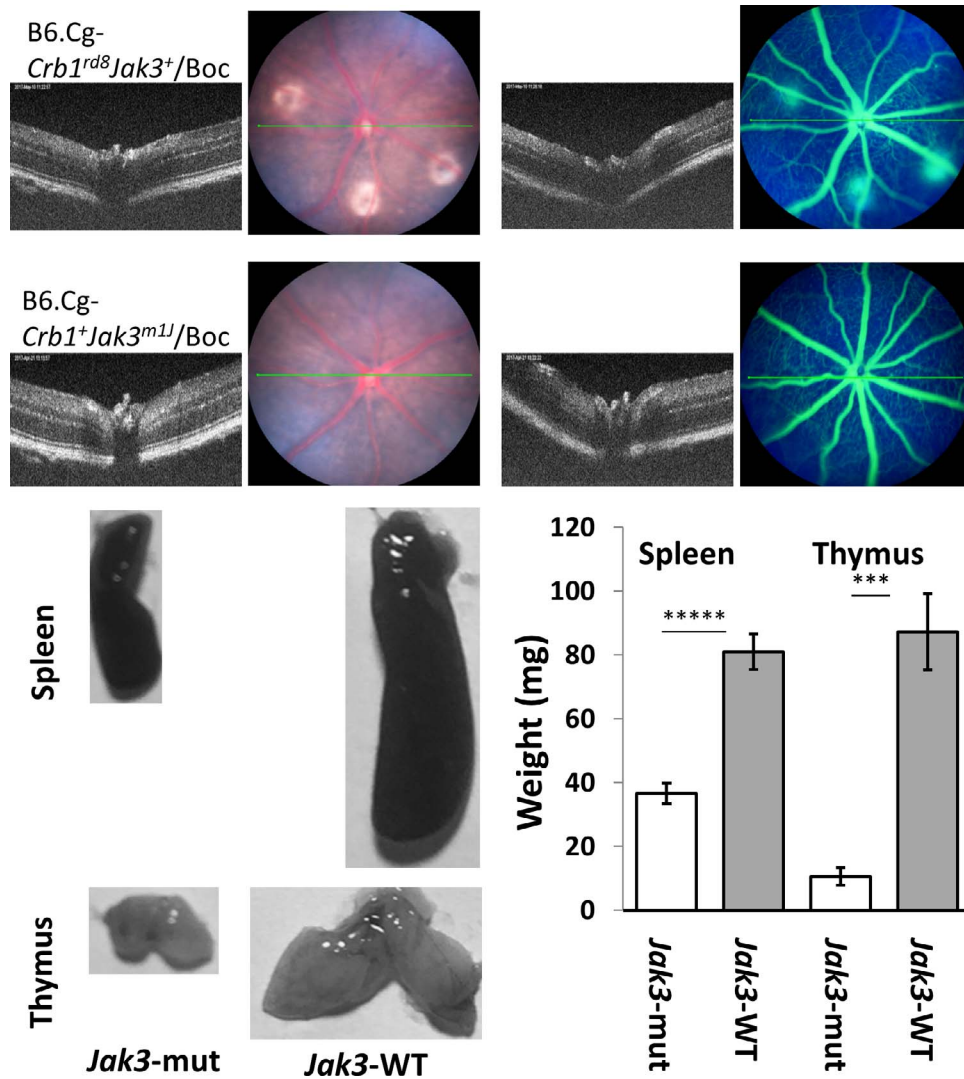 B6.Cg-
Crb1rd8Jak3+/Boc
B6.Cg-
Crb1+Jak3m1J/Boc
Spleen
Thymus
Jak3-mut
Jak3-WT
Weight (mg)
120
100
80
60
40
20
0
Spleen
Thymus
*****
***
Jak3-mut
Jak3-WT
Jak3-mut
Jak3-WT